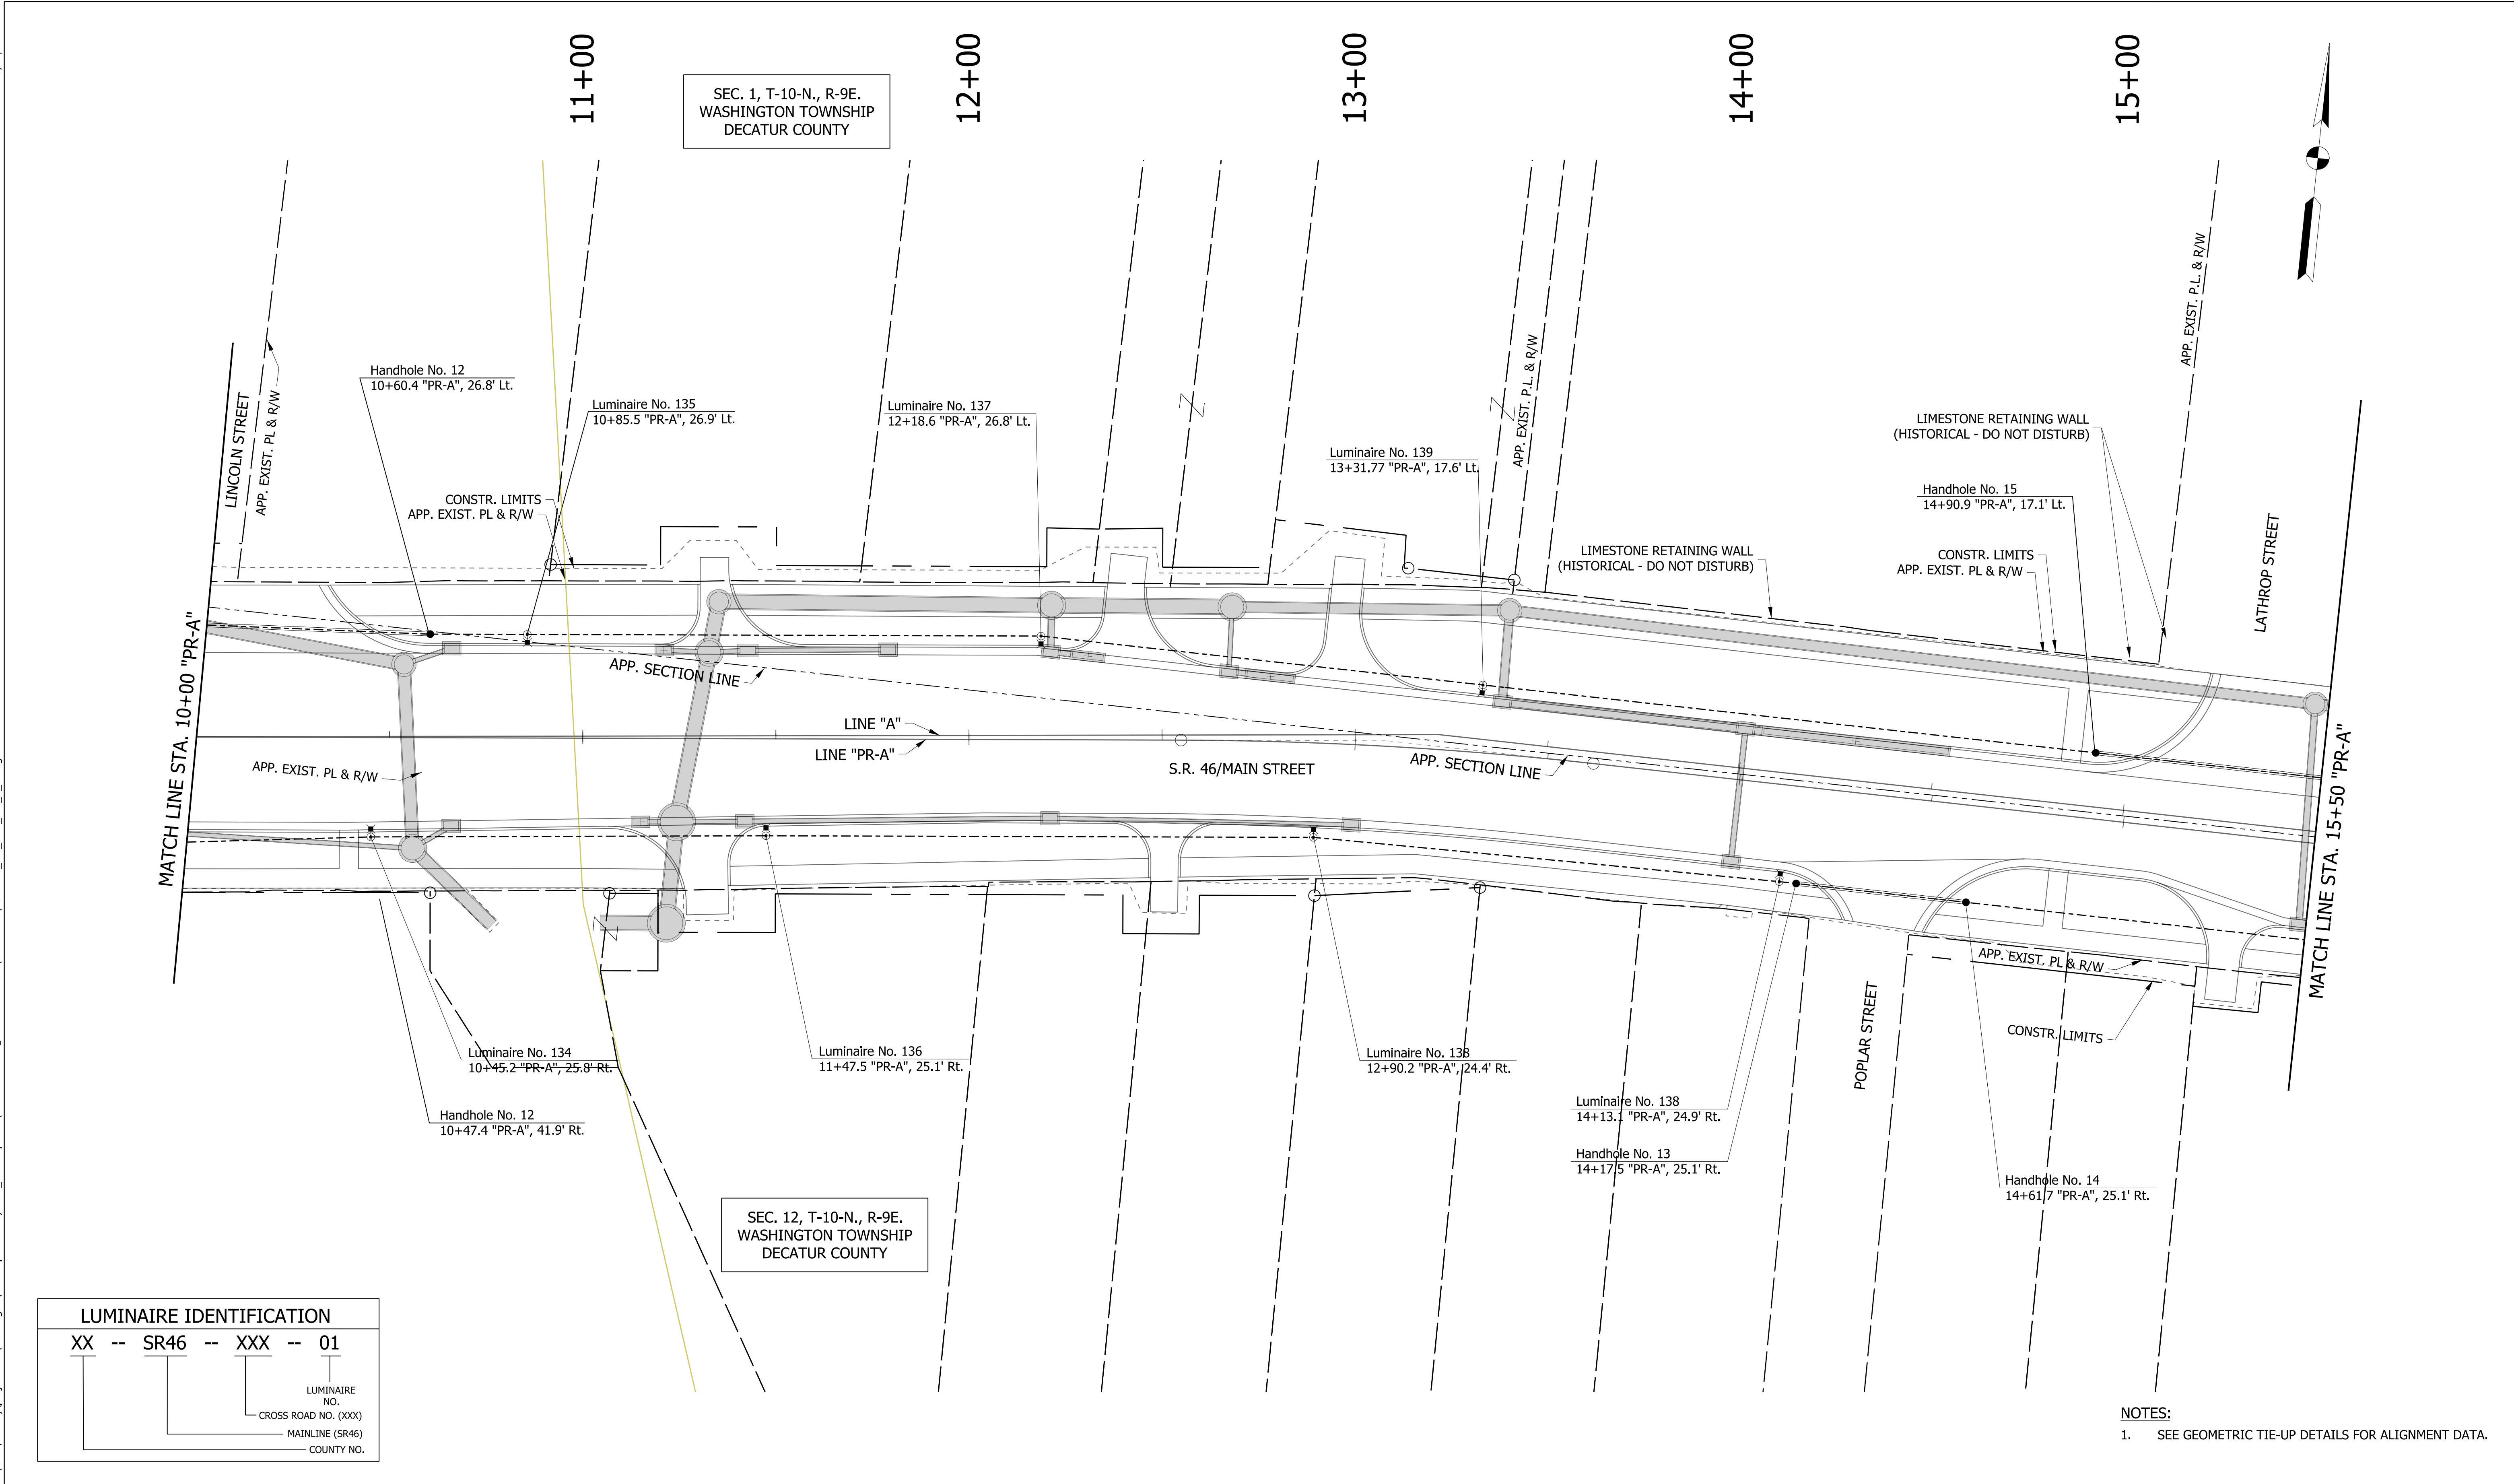 11+00
12+00
13+00
14+00
15+00
SEC. 1, T-10-N., R-9E.
WASHINGTON TOWNSHIP
DECATUR COUNTY
LINCOLN STREET
APP. EXIST. PL & R/W
Handhole No. 12
10+60.4 "PR-A", 26.8' Lt.
Luminaire No. 135
10+85.5 "PR-A", 26.9' Lt.
Luminaire No. 137
12+18.6 "PR-A", 26.8' Lt.
Luminaire No. 139
13+31.77 "PR-A", 17.6' Lt.
APP. EXIST. P.L. & R/W
APP. EXIST. P.L. & R/W
LIMESTONE RETAINING WALL
(HISTORICAL - DO NOT DISTURB)
Handhole No. 15
14+90.9 "PR-A", 17.1' Lt.
CONSTR. LIMITS
APP. EXIST. PL & R/W
LIMESTONE RETAINING WALL
(HISTORICAL - DO NOT DISTURB)
CONSTR. LIMITS
APP. EXIST. PL & R/W
LATHROP STREET
MATCH LINE STA. 10+00 "PR-A"
APP. SECTION LINE
LINE "A"
LINE "PR-A"
APP. EXIST. PL & R/W
S.R. 46/MAIN STREET
APP. SECTION LINE
MATCH LINE STA. 15+50 "PR-A"
APP. EXIST. PL & R/W
CONSTR. LIMITS
POPLAR STREET
Luminaire No. 134
10+45.2 "PR-A", 25.8' Rt.
Luminaire No. 136
11+47.5 "PR-A", 25.1' Rt.
Luminaire No. 138
12+90.2 "PR-A", 24.4' Rt.
Handhole No. 12
10+47.4 "PR-A", 41.9' Rt.
Luminaire No. 138
14+13.1 "PR-A", 24.9' Rt.
Handhole No. 13
14+17.5 "PR-A", 25.1' Rt.
Handhole No. 14
14+61.7 "PR-A", 25.1' Rt.
SEC. 12, T-10-N., R-9E.
WASHINGTON TOWNSHIP
DECATUR COUNTY
LUMINAIRE IDENTIFICATION
XX -- SR46 -- XXX -- 01
LUMINAIRE
NO.
CROSS ROAD NO. (XXX)
MAINLINE (SR46)
COUNTY NO.
NOTES:
1. SEE GEOMETRIC TIE-UP DETAILS FOR ALIGNMENT DATA.